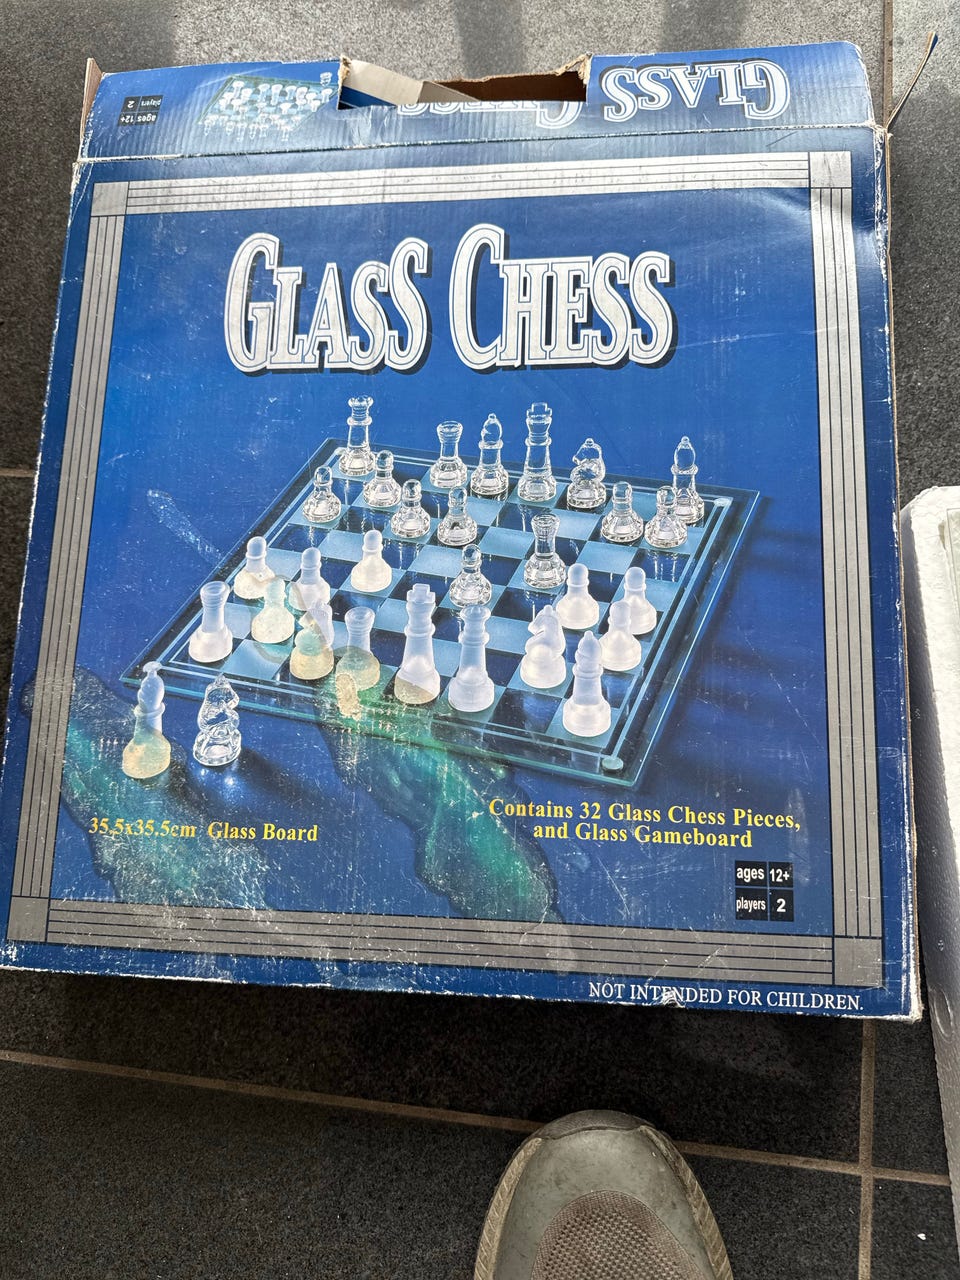 GLASS CHESS
ages 12+
players 2
GLASS CHESS
35,5x35.5cm Glass Board
Contains 32 Glass Chess Pieces,
and Glass Gameboard
ages 12+
players 2
NOT INTENDED FOR CHILDREN.